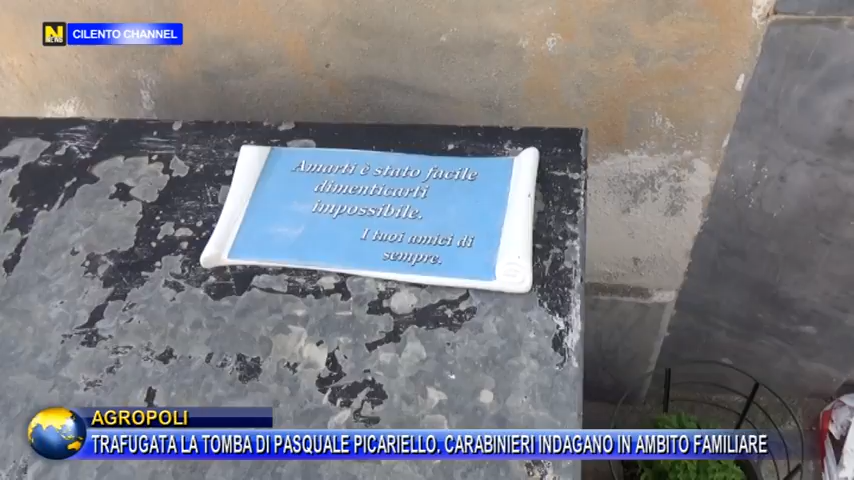 N
NEWS
CILENTO CHANNEL
Amarti è stato facile
dimenticarti
impossibile.
I tuoi amici di
sempre.
AGROPOLI
TRAFUGATA LA TOMBA DI PASQUALE PICARIELLO. CARABINIERI INDAGANO IN AMBITO FAMILIARE